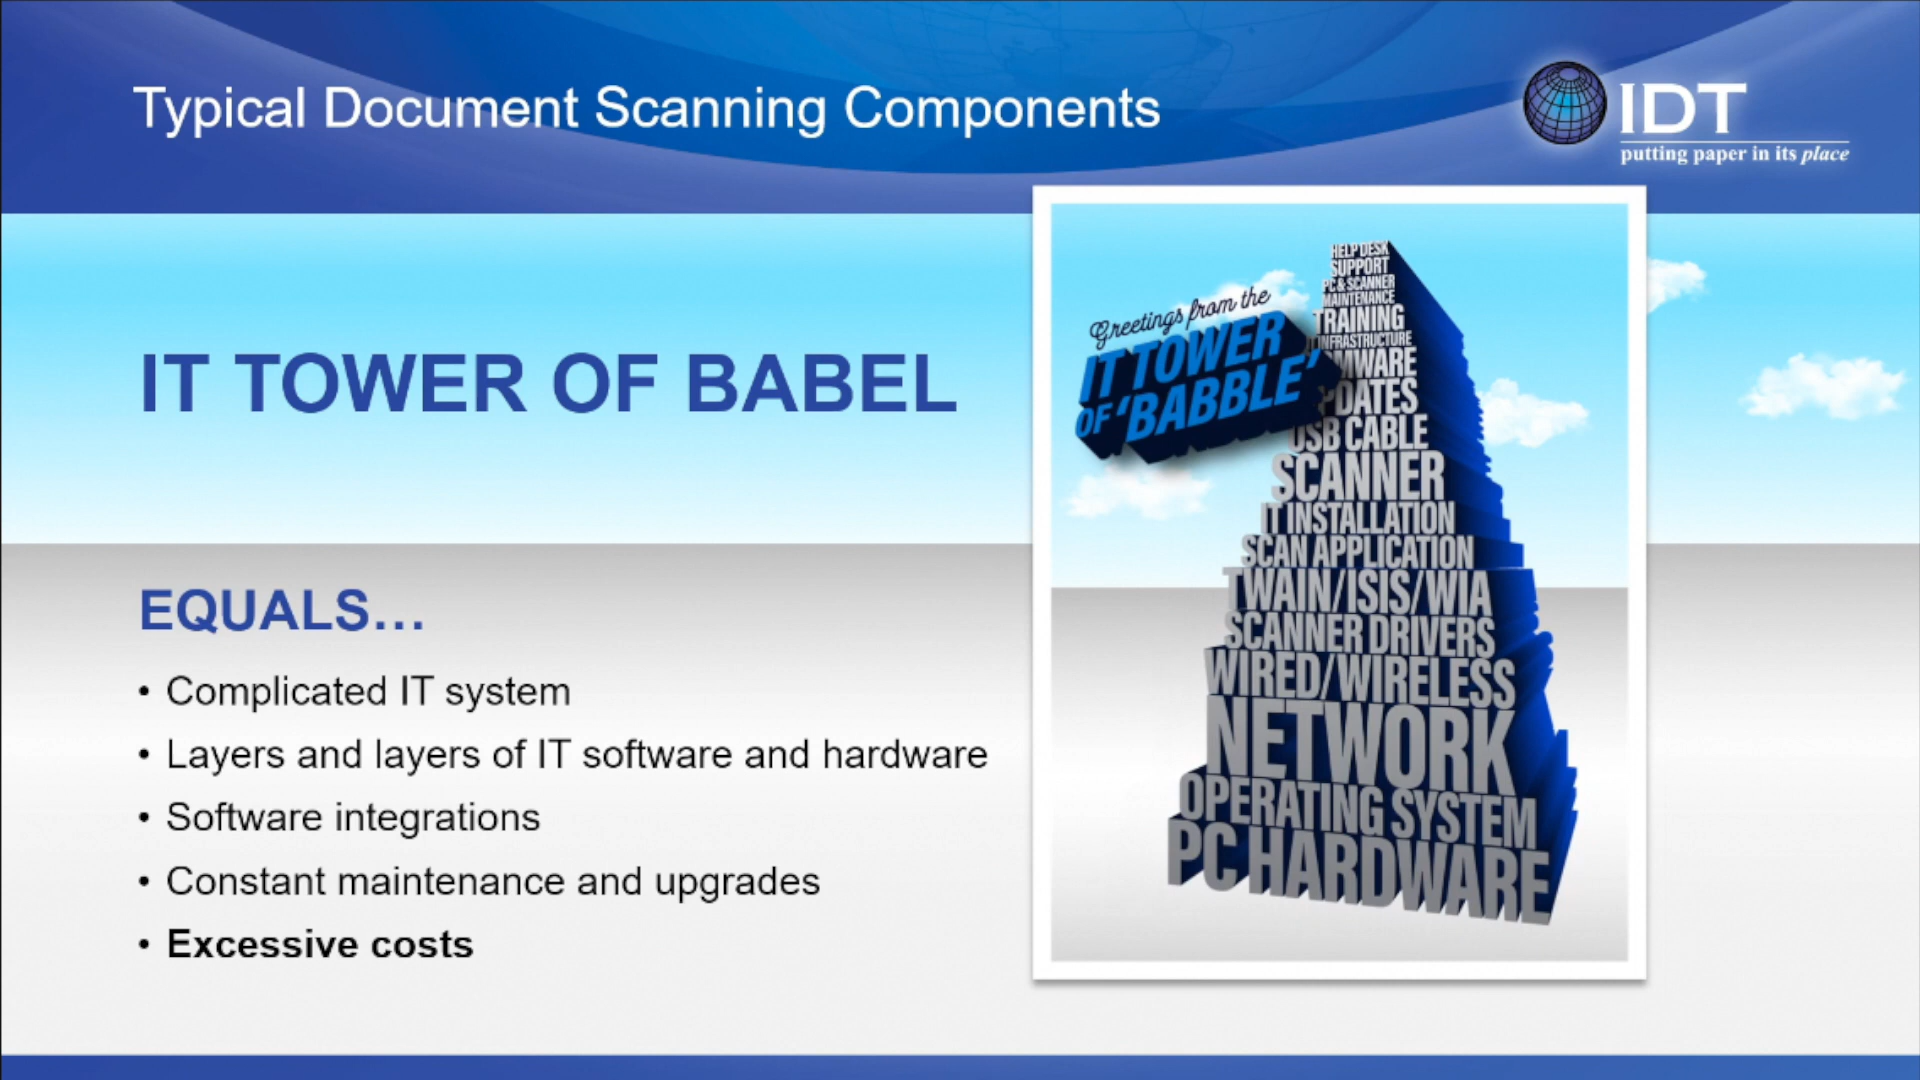 Typical Document Scanning Components
IDT
putting paper in its place
IT TOWER OF BABEL
EQUALS…
• Complicated IT system
• Layers and layers of IT software and hardware
• Software integrations
• Constant maintenance and upgrades
• Excessive costs
Greetings from the
IT TOWER
OF 'BABBLE'
HELP DESK
SUPPORT
PC & SCANNER
MAINTENANCE
TRAINING
INFRASTRUCTURE
USB CABLE
SCANNER
IT INSTALLATION
SCAN APPLICATION
TWAIN/ISIS/WIA
SCANNER DRIVERS
WIRED/WIRELESS
NETWORK
OPERATING SYSTEM
PC HARDWARE